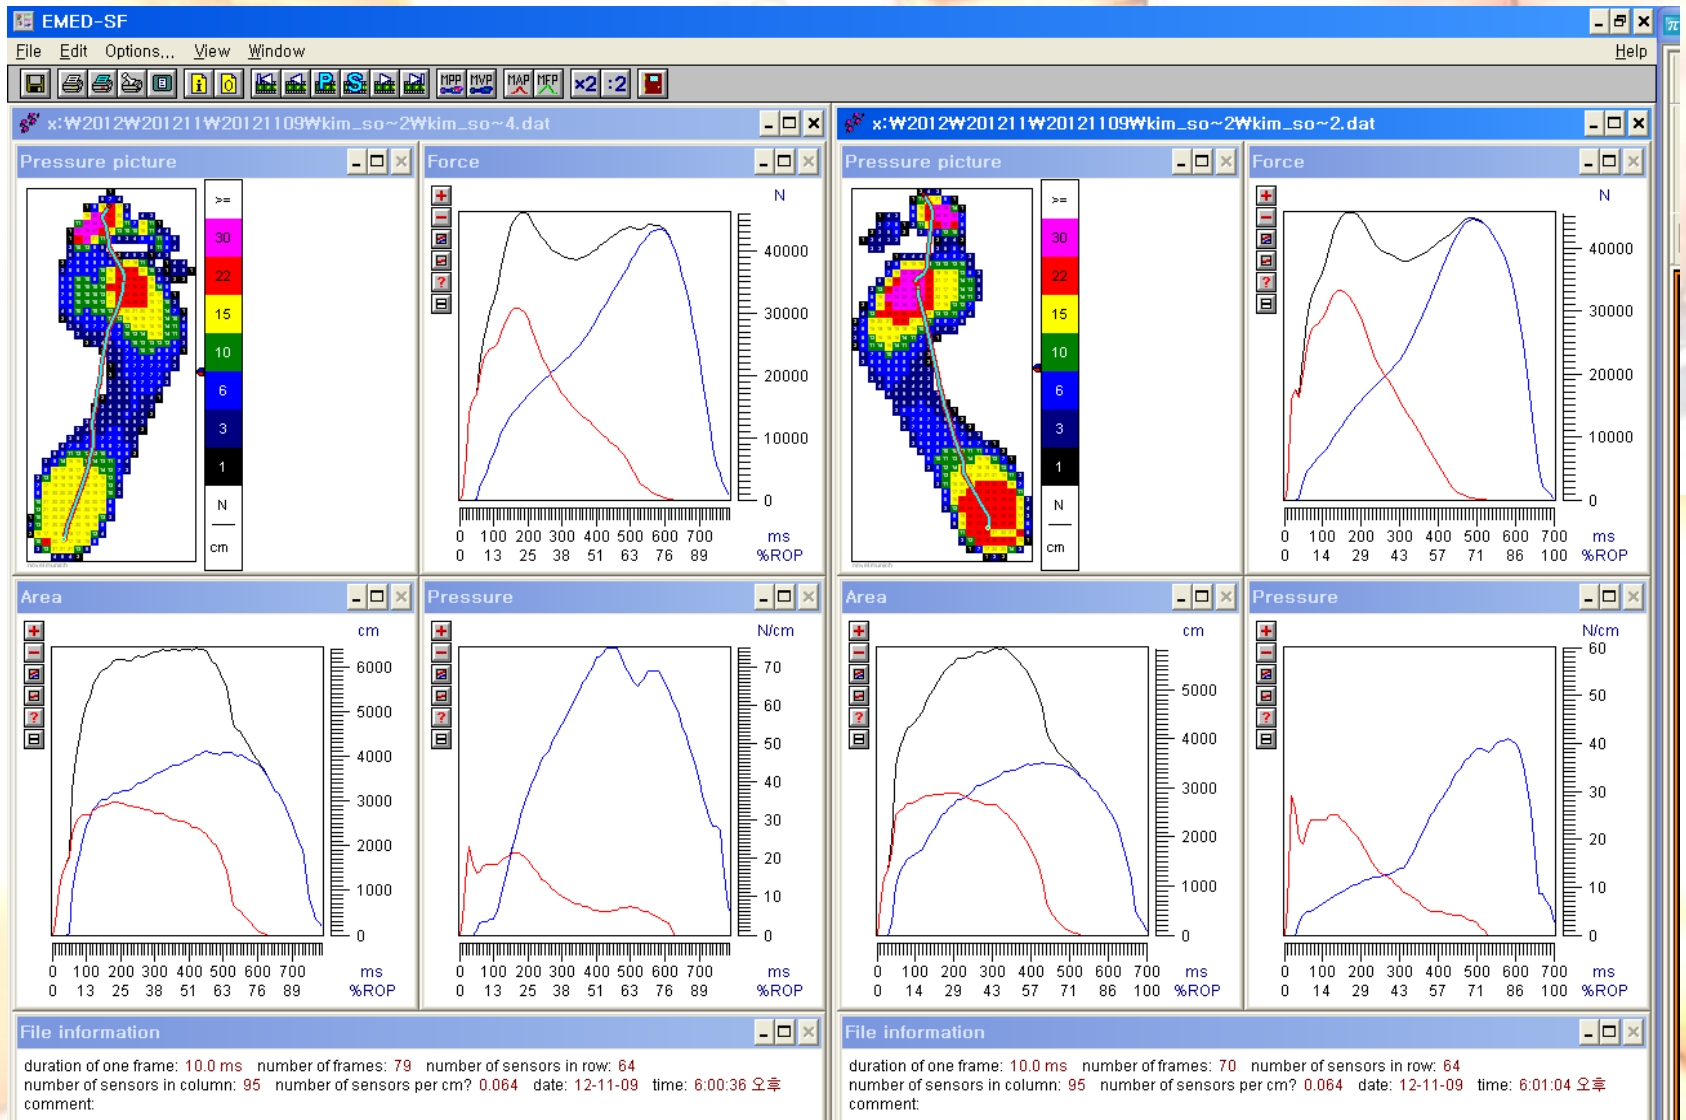 EMED-SF
File Edit Options... View Window Help
P S MPP MVP MAP MFP ×2 :2
x:₩2012₩201211₩20121109₩kim_so~2₩kim_so~4.dat
Pressure picture
>=
30
22
15
10
6
3
1
N
cm
Force
N
40000
30000
20000
10000
0
0 100 200 300 400 500 600 700 ms
0 13 25 38 51 63 76 89 %ROP
Area
cm
6000
5000
4000
3000
2000
1000
0
0 100 200 300 400 500 600 700 ms
0 13 25 38 51 63 76 89 %ROP
Pressure
N/cm
70
60
50
40
30
20
10
0
0 100 200 300 400 500 600 700 ms
0 13 25 38 51 63 76 89 %ROP
File information
duration of one frame: 10.0 ms number of frames: 79 number of sensors in row: 64
number of sensors in column: 95 number of sensors per cm? 0.064 date: 12-11-09 time: 6:00:36 오후
comment:
x:₩2012₩201211₩20121109₩kim_so~2₩kim_so~2.dat
Pressure picture
>=
30
22
15
10
6
3
1
N
cm
Force
N
40000
30000
20000
10000
0
0 100 200 300 400 500 600 700 ms
0 14 29 43 57 71 86 100 %ROP
Area
cm
5000
4000
3000
2000
1000
0
0 100 200 300 400 500 600 700 ms
0 14 29 43 57 71 86 100 %ROP
Pressure
N/cm
60
50
40
30
20
10
0
0 100 200 300 400 500 600 700 ms
0 14 29 43 57 71 86 100 %ROP
File information
duration of one frame: 10.0 ms number of frames: 70 number of sensors in row: 64
number of sensors in column: 95 number of sensors per cm? 0.064 date: 12-11-09 time: 6:01:04 오후
comment: